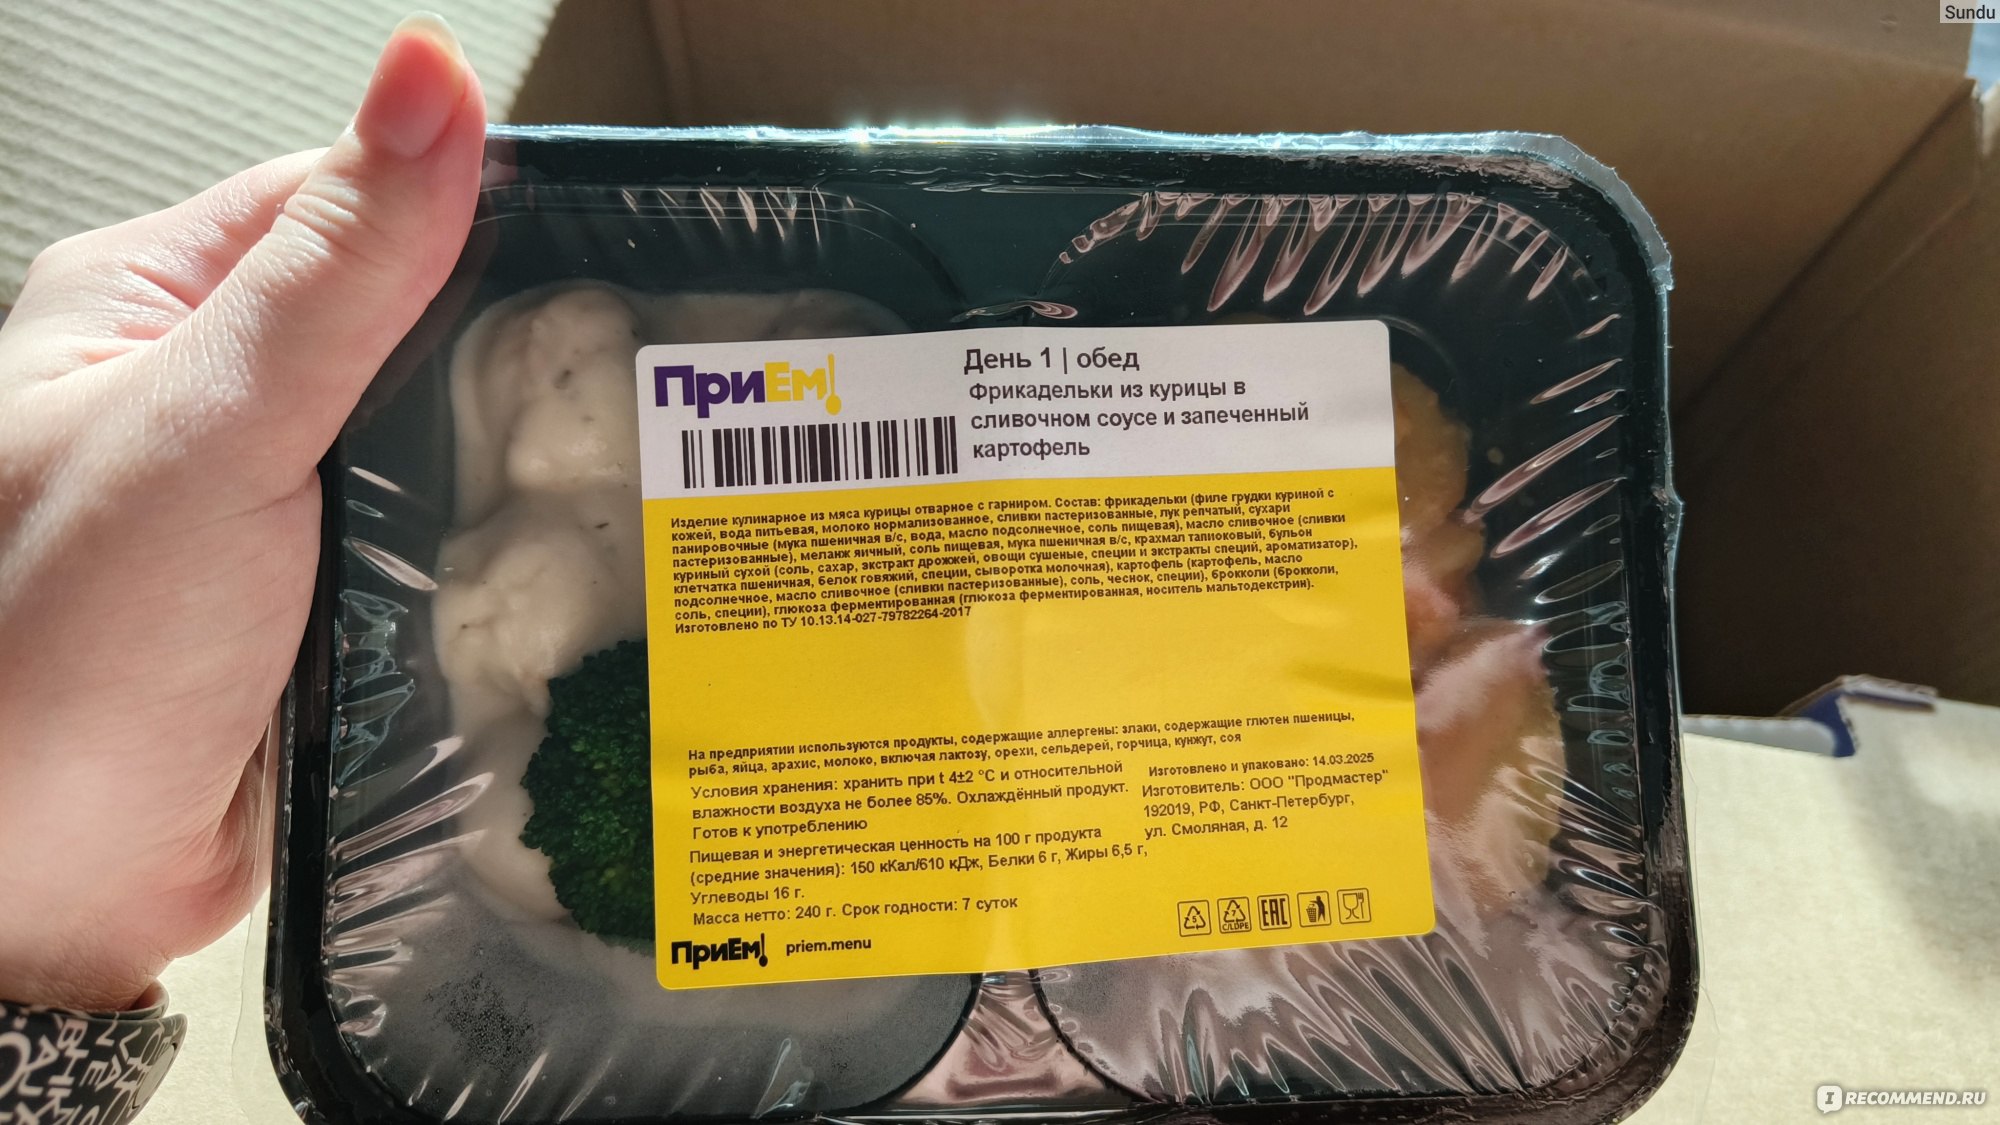 Sundu
ПриЕм!
День 1 | обед
Фрикадельки из курицы в
сливочном соусе и запеченный
картофель
Изделие кулинарное из мяса курицы отварное с гарниром. Состав: фрикадельки (филе грудки куриной с
кожей, вода питьевая, молоко нормализованное, сливки пастеризованные, лук репчатый, сухари
панировочные (мука пшеничная в/с, вода, масло подсолнечное, соль пищевая), масло сливочное (сливки
пастеризованные), меланж яичный, соль пищевая, мука пшеничная в/с, крахмал тапиоковый, бульон
куриный сухой (соль, сахар, экстракт дрожжей, овощи сушеные, специи и экстракты специй, ароматизатор),
клетчатка пшеничная, белок говяжий, специи, сыворотка молочная), картофель (картофель, масло
подсолнечное, масло сливочное (сливки пастеризованные), соль, чеснок, специи), брокколи (брокколи,
соль, специи), глюкоза ферментированная (глюкоза ферментированная, носитель мальтодекстрин).
Изготовлено по ТУ 10.13.14-027-79782264-2017
На предприятии используются продукты, содержащие аллергены: злаки, содержащие глютен пшеницы,
рыба, яйца, арахис, молоко, включая лактозу, орехи, сельдерей, горчица, кунжут, соя
Условия хранения: хранить при t 4±2 °С и относительной
влажности воздуха не более 85%. Охлаждённый продукт.
Готов к употреблению
Пищевая и энергетическая ценность на 100 г продукта
(средние значения): 150 кКал/610 кДж, Белки 6 г, Жиры 6,5 г,
Углеводы 16 г.
Масса нетто: 240 г. Срок годности: 7 суток
Изготовлено и упаковано: 14.03.2025
Изготовитель: ООО "Продмастер"
192019, РФ, Санкт-Петербург,
ул. Смоляная, д. 12
ПриЕм! priem.menu
5
7
C/LDPE
EAC
I RECOMMEND.RU